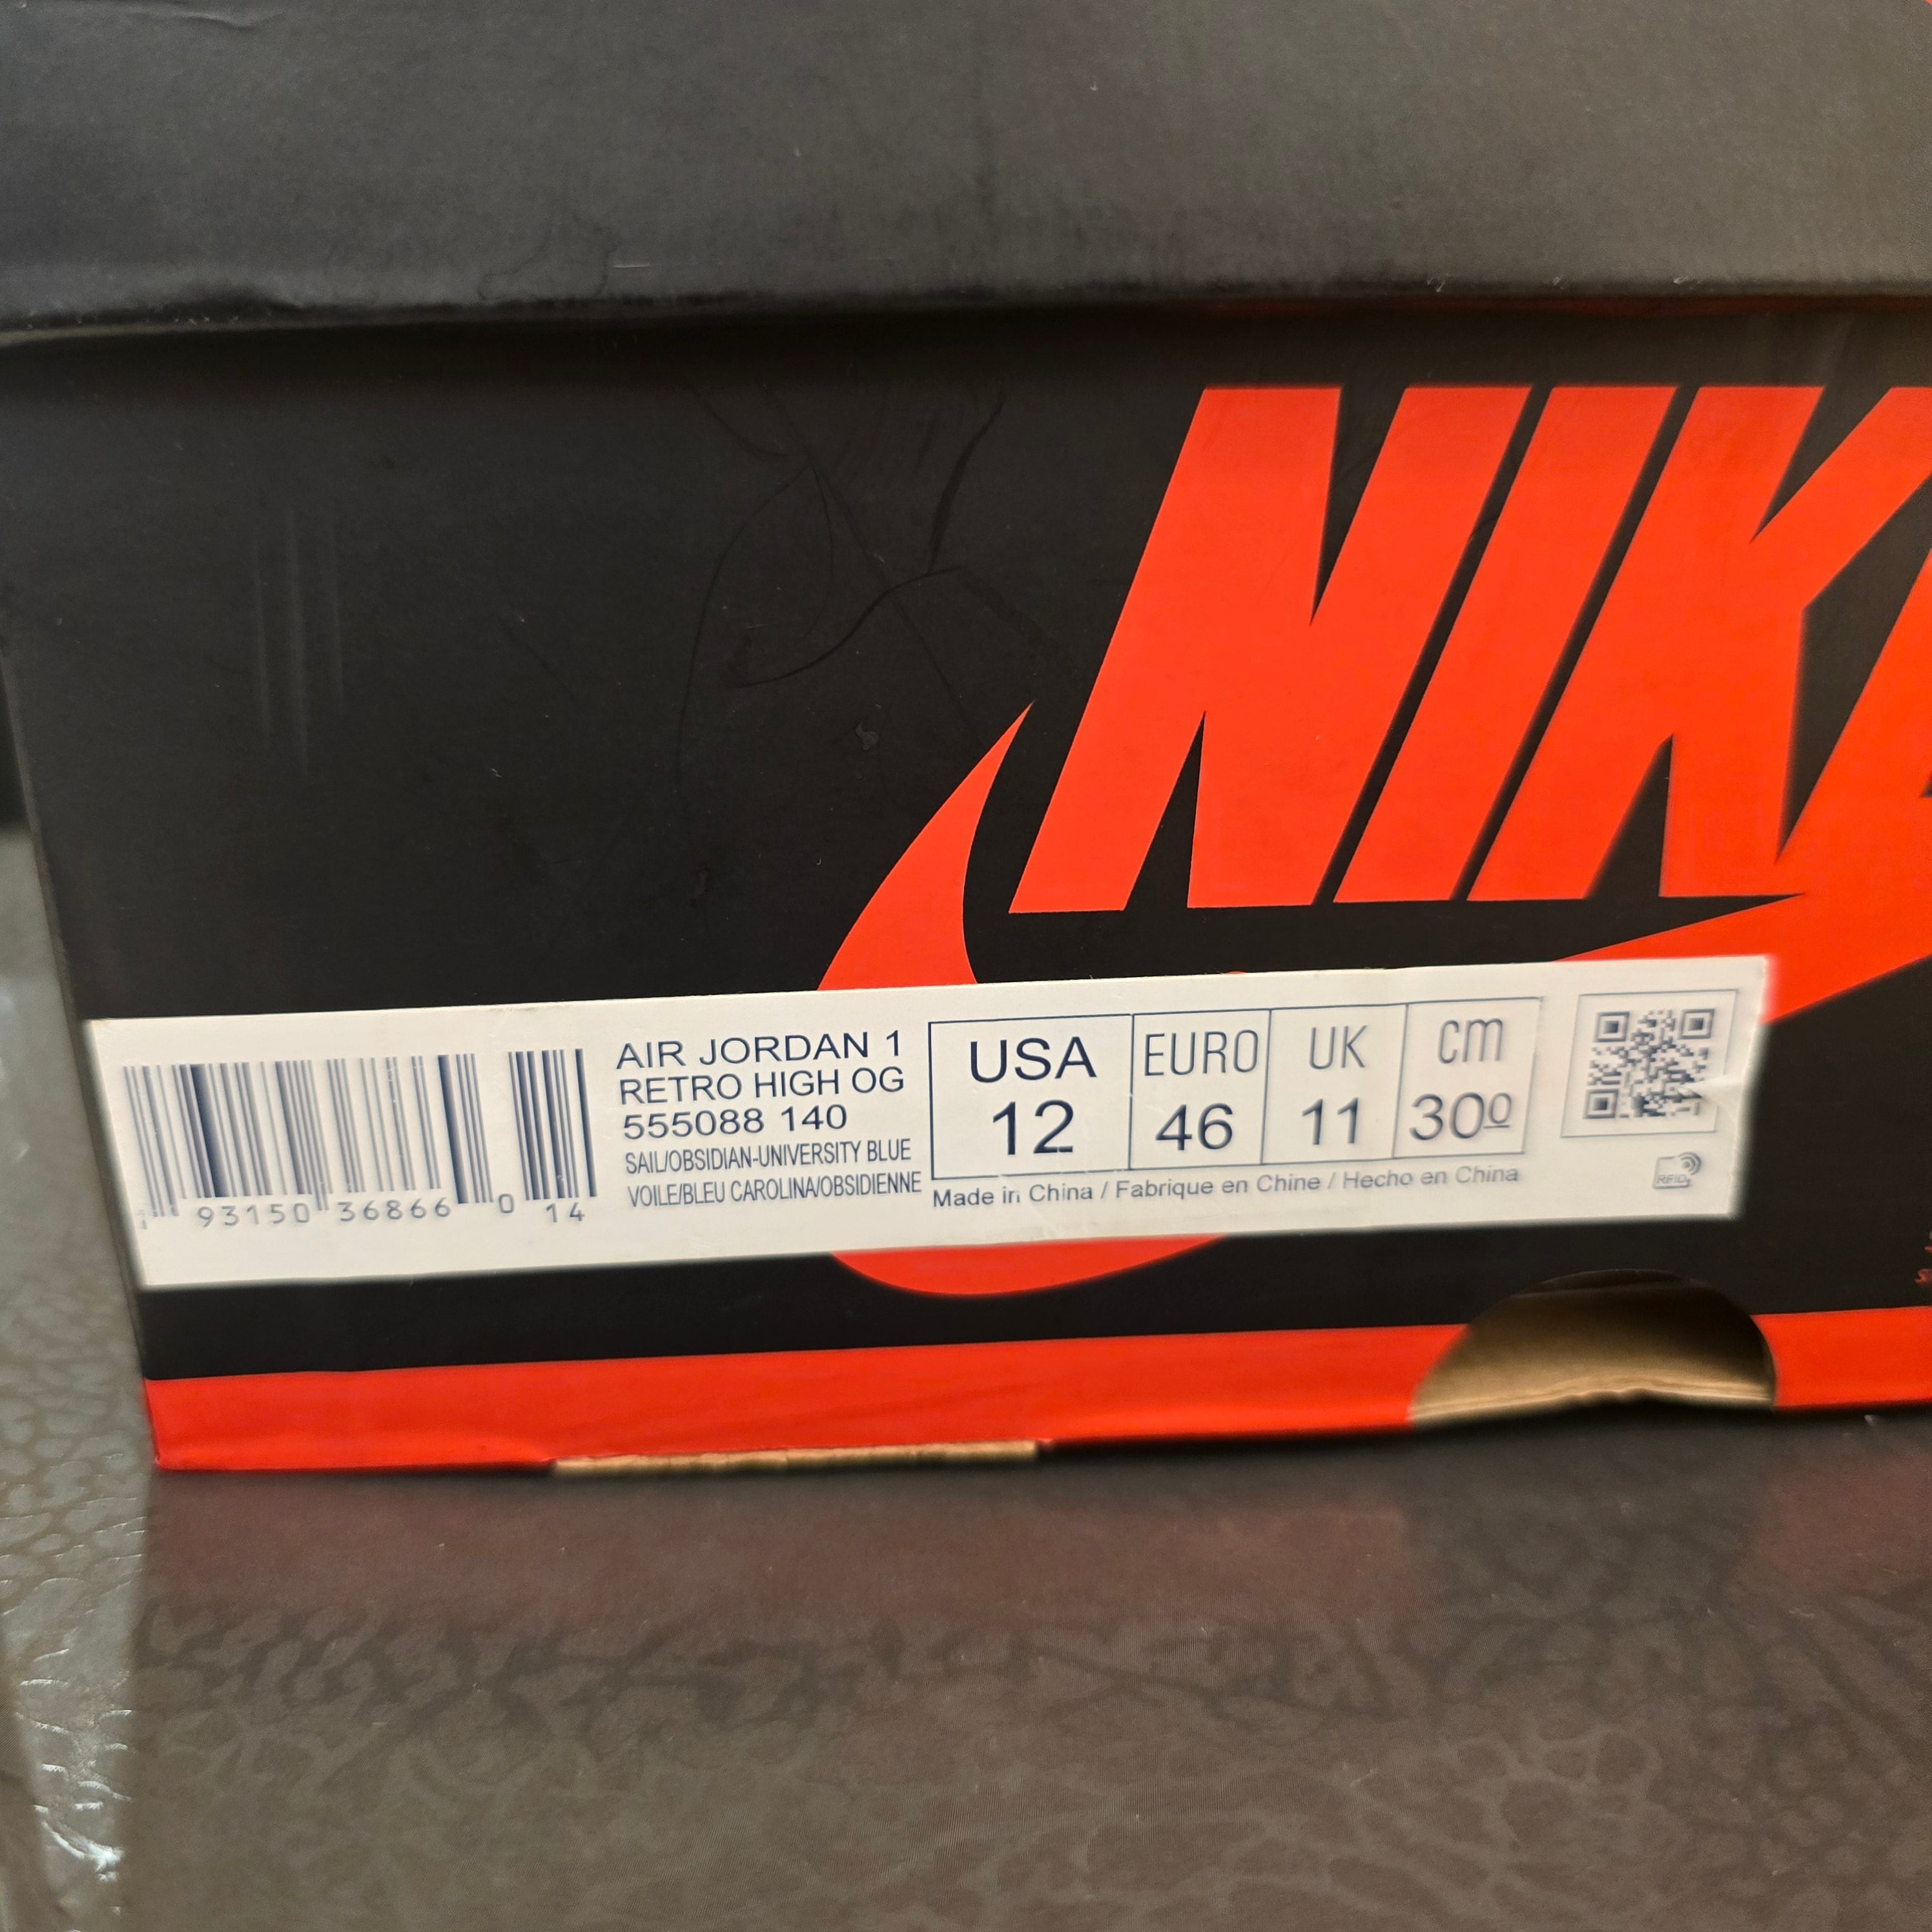 NIKE
AIR JORDAN 1
RETRO HIGH OG
555088 140
SAIL/OBSIDIAN-UNIVERSITY BLUE
VOILE/BLEU CAROLINA/OBSIDIENNE
93150 36866 0 14
USA EURO UK cm
12 46 11 30º
Made in China / Fabrique en Chine / Hecho en China
RFID